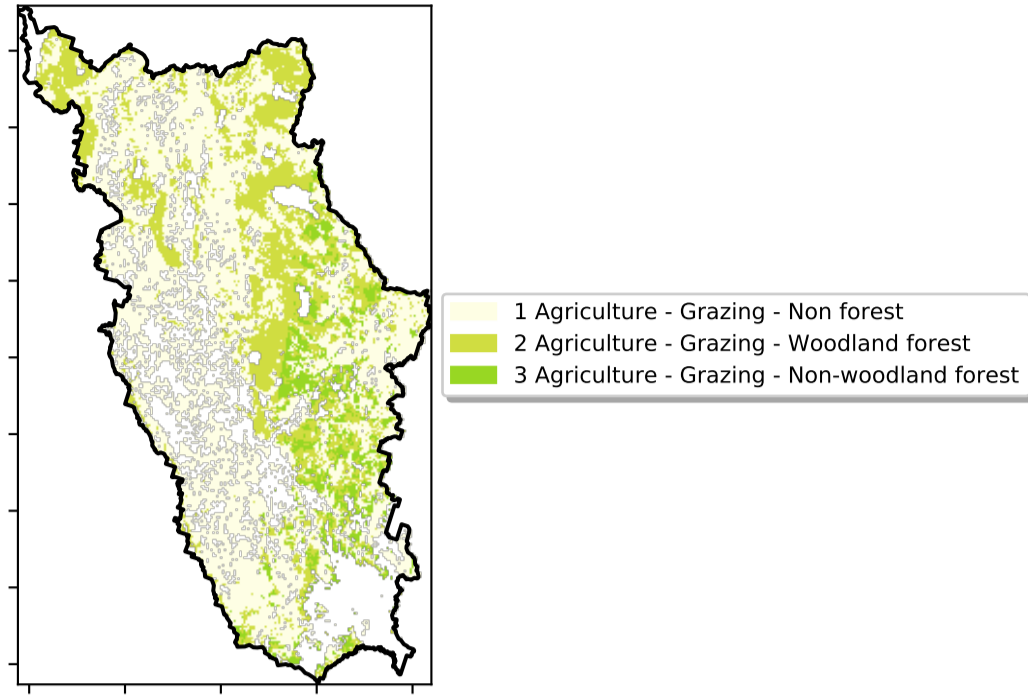 1 Agriculture - Grazing - Non forest
2 Agriculture - Grazing - Woodland forest
3 Agriculture - Grazing - Non-woodland forest